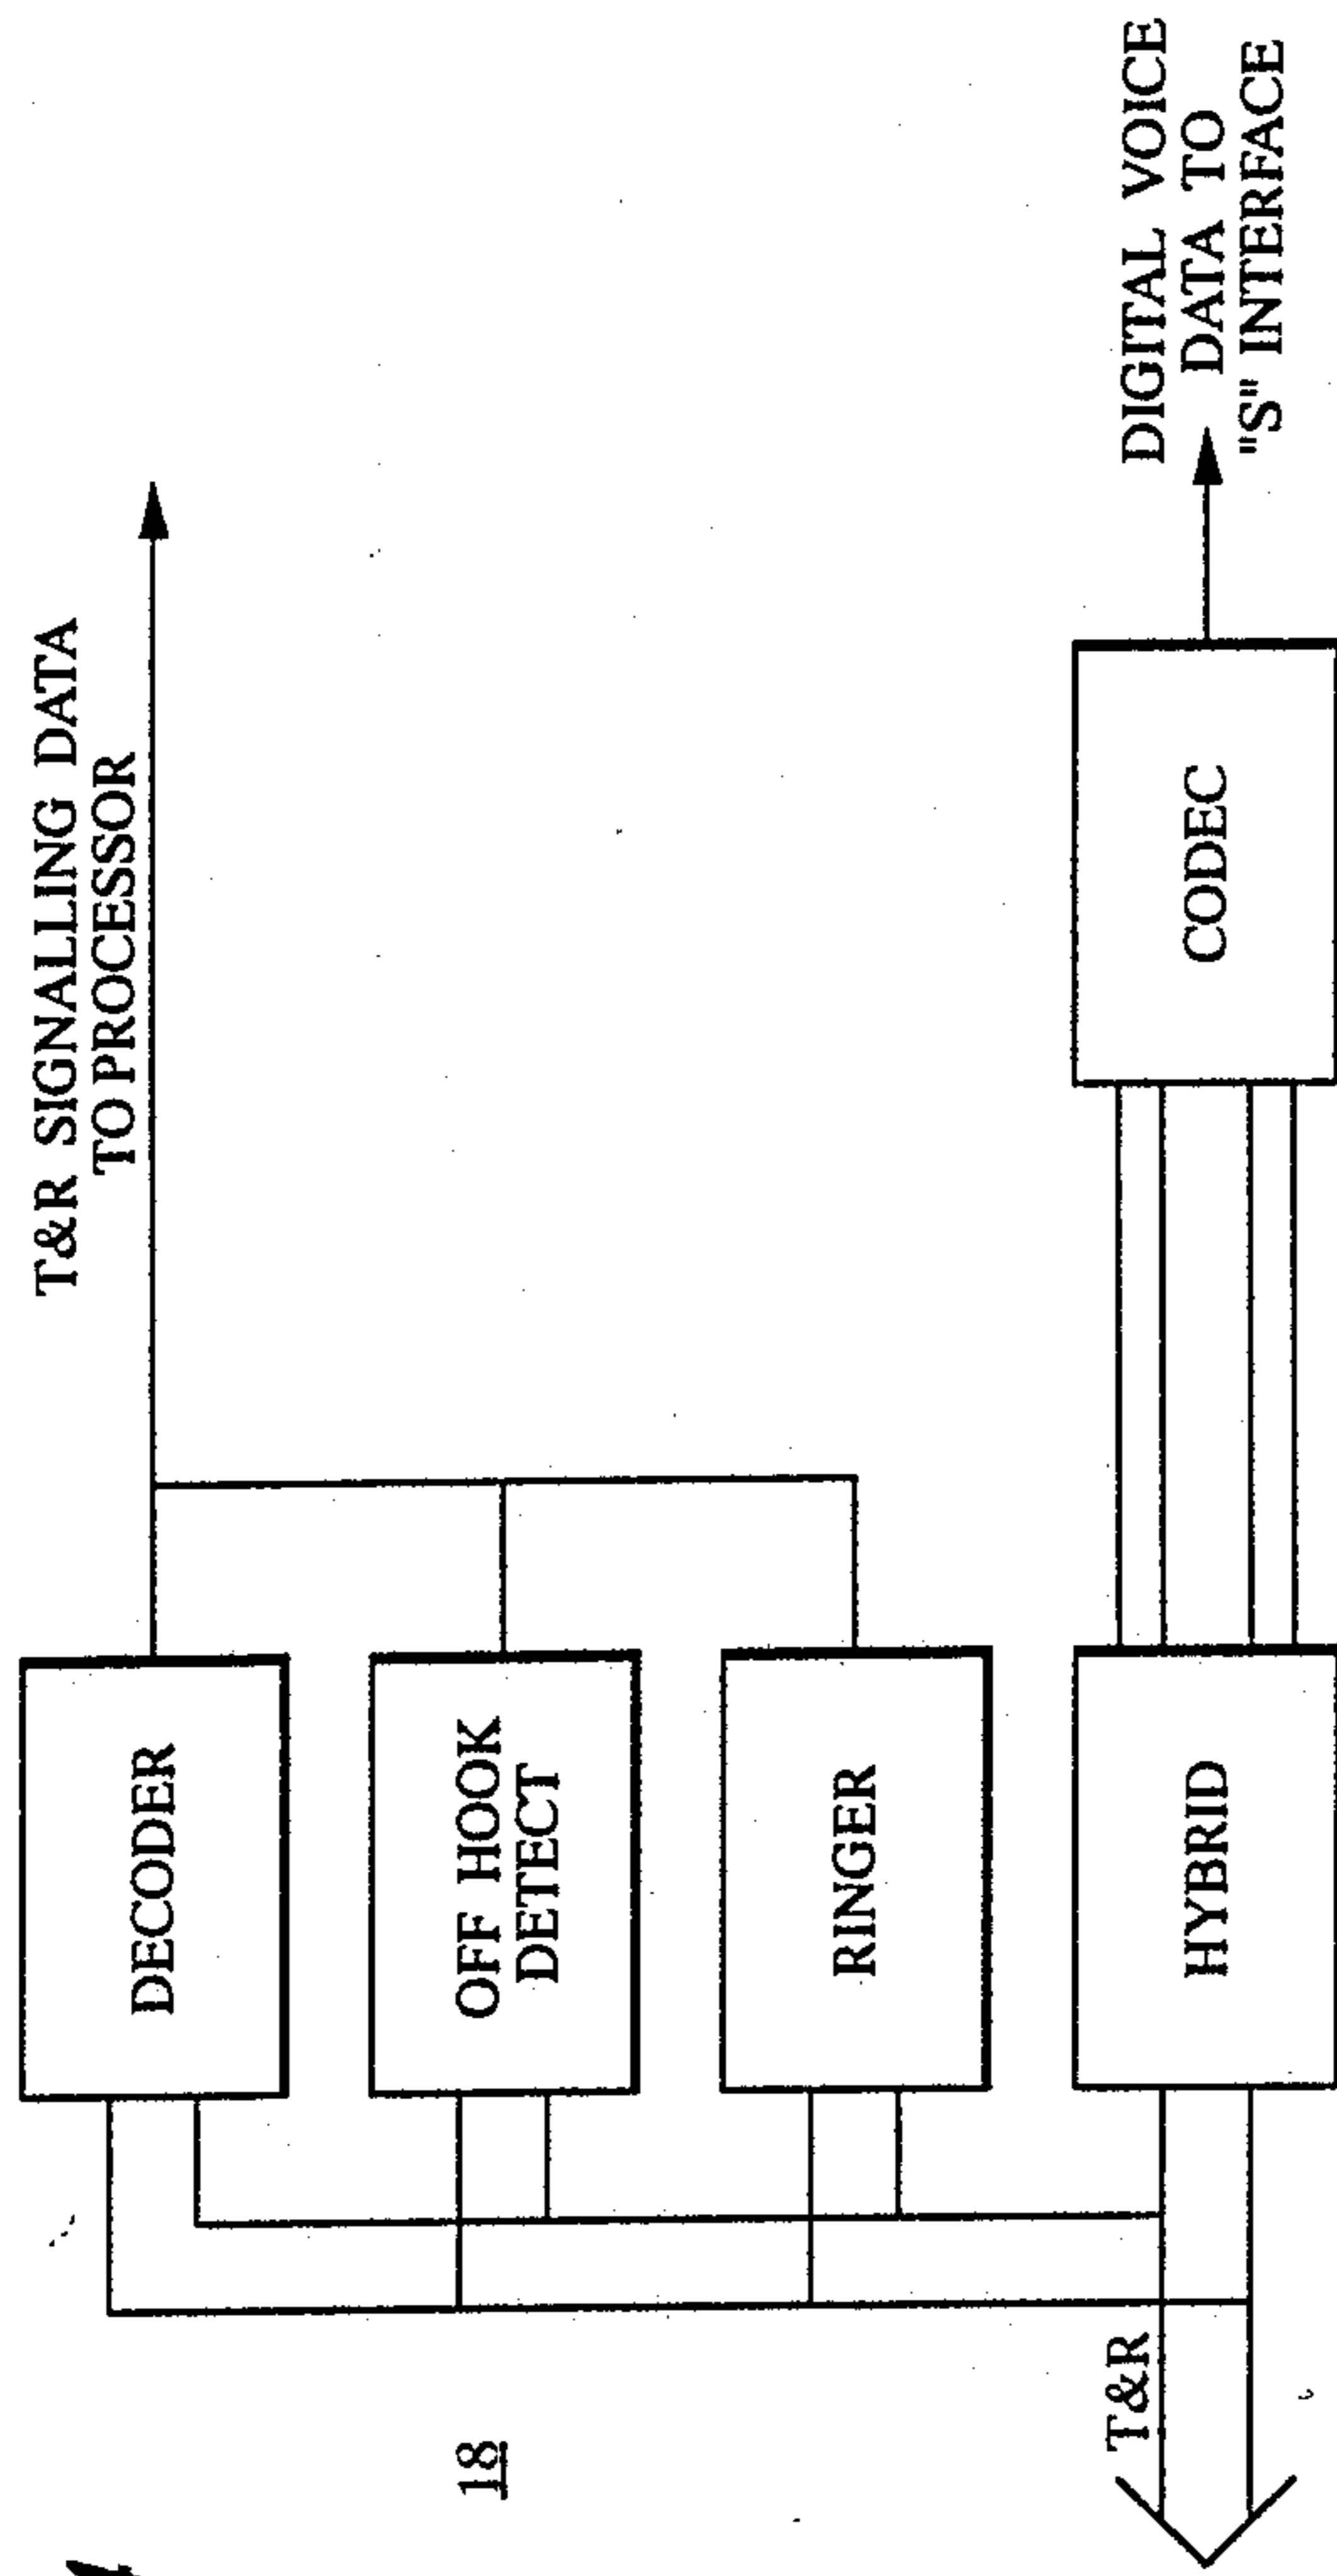 T&R SIGNALLING DATA
TO PROCESSOR
DECODER
OFF HOOK
DETECT
18
RINGER
T&R
HYBRID
CODEC
DIGITAL VOICE
DATA TO
"S" INTERFACE